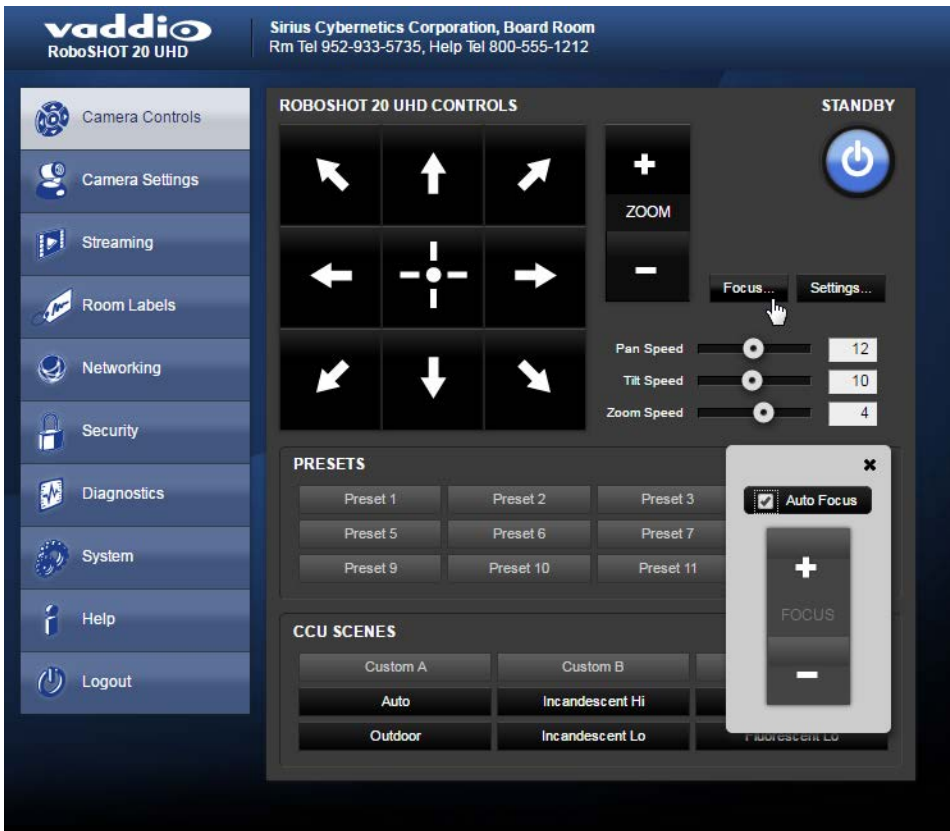 vaddio
RoboSHOT 20 UHD
Sirius Cybernetics Corporation, Board Room
Rm Tel 952-933-5735, Help Tel 800-555-1212
Camera Controls
Camera Settings
Streaming
Room Labels
Networking
Security
Diagnostics
System
Help
Logout
ROBOSHOT 20 UHD CONTROLS
STANDBY
+
ZOOM
-
Focus...
Settings...
Pan Speed 12
Tilt Speed 10
Zoom Speed 4
PRESETS
Preset 1 Preset 2 Preset 3
Preset 5 Preset 6 Preset 7
Preset 9 Preset 10 Preset 11
Auto Focus
+
FOCUS
-
CCU SCENES
Custom A Custom B
Auto Incandescent Hi
Outdoor Incandescent Lo Fluorescent Lo